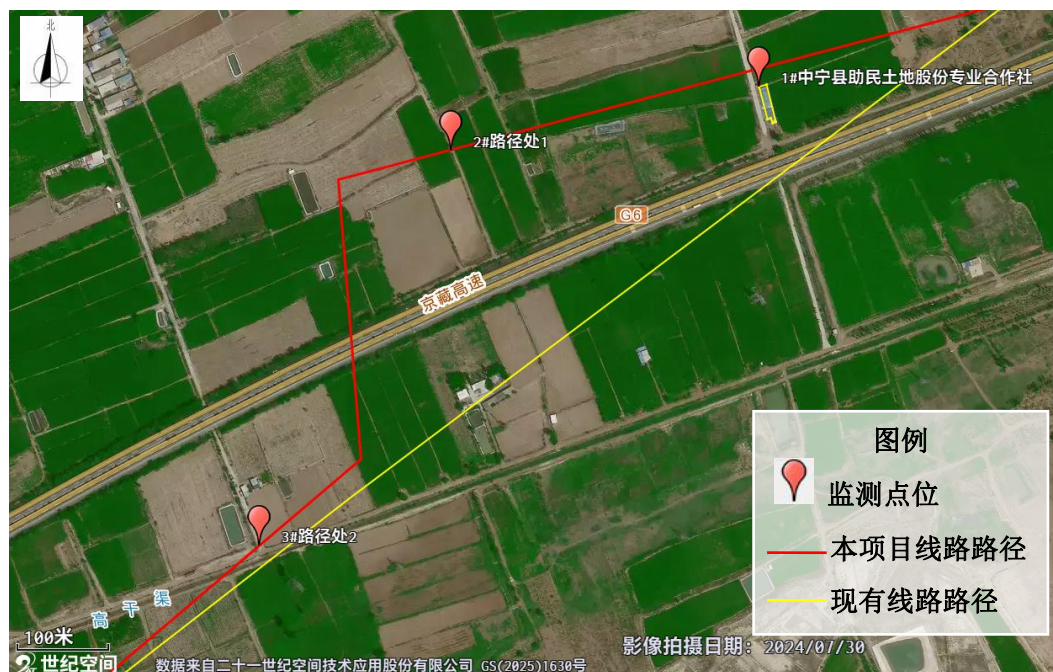 北
1#中宁县助民土地股份专业合作社
2#路径处1
G6
京藏高速
3#路径处2
高干渠
图例
监测点位
本项目线路路径
现有线路路径
100米
世纪空间
影像拍摄日期：2024/07/30
数据来自二十一世纪空间技术应用股份有限公司 GS(2025)1630号